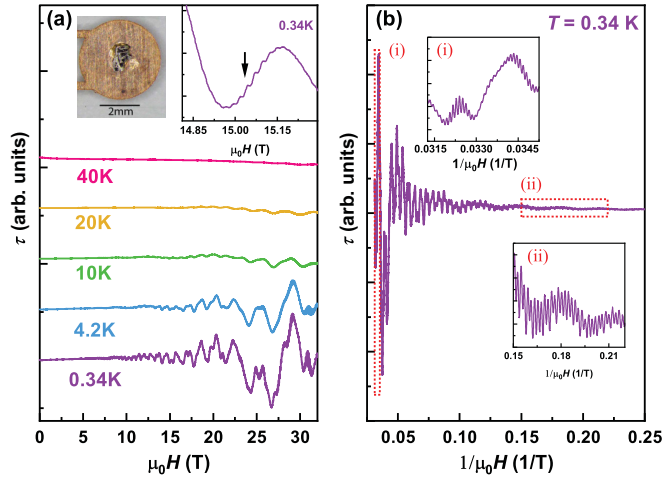 (a)
2mm
0.34K
14.85 15.00 15.15
μ₀H (T)
τ (arb. units)
40K
20K
10K
4.2K
0.34K
0 5 10 15 20 25 30
μ₀H (T)
(b)
T = 0.34 K
(i)
(i)
0.0315 0.0330 0.0345
1/μ₀H (1/T)
τ (arb. units)
(ii)
(ii)
0.15 0.18 0.21
1/μ₀H (1/T)
0.05 0.10 0.15 0.20 0.25
1/μ₀H (1/T)